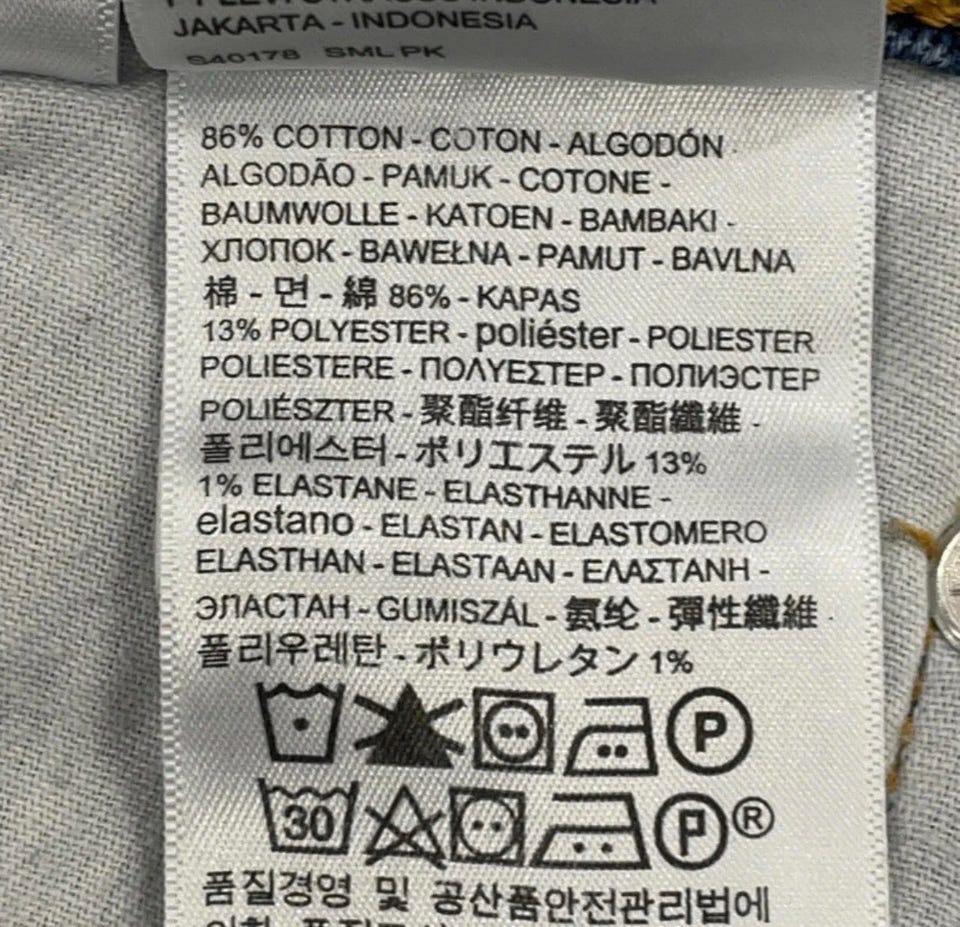 PT LEVI STRAUSS INDONESIA
JAKARTA - INDONESIA
S40178 SML PK
86% COTTON - COTON - ALGODÓN -
ALGODÃO - PAMUK - COTONE -
BAUMWOLLE - KATOEN - BAMBAKI -
ХЛОПОК - BAWEŁNA - PAMUT - BAVLNA
棉 - 면 - 綿 86% - KAPAS
13% POLYESTER - poliéster - POLIESTER
POLIESTERE - ΠΟΛΥΕΣΤΕΡ - ПОЛИЭСТЕР
POLIÉSZTER - 聚酯纤维 - 聚酯纖維 -
폴리에스터 - ポリエステル 13%
1% ELASTANE - ELASTHANNE -
elastano - ELASTAN - ELASTOMERO
ELASTHAN - ELASTAAN - ΕΛΑΣΤΑΝΗ -
ЭЛАСТАН - GUMISZÁL - 氨纶 - 彈性纖維 -
폴리우레탄 - ポリウレタン 1%
P
30 P ®
품질경영 및 공산품안전관리법에